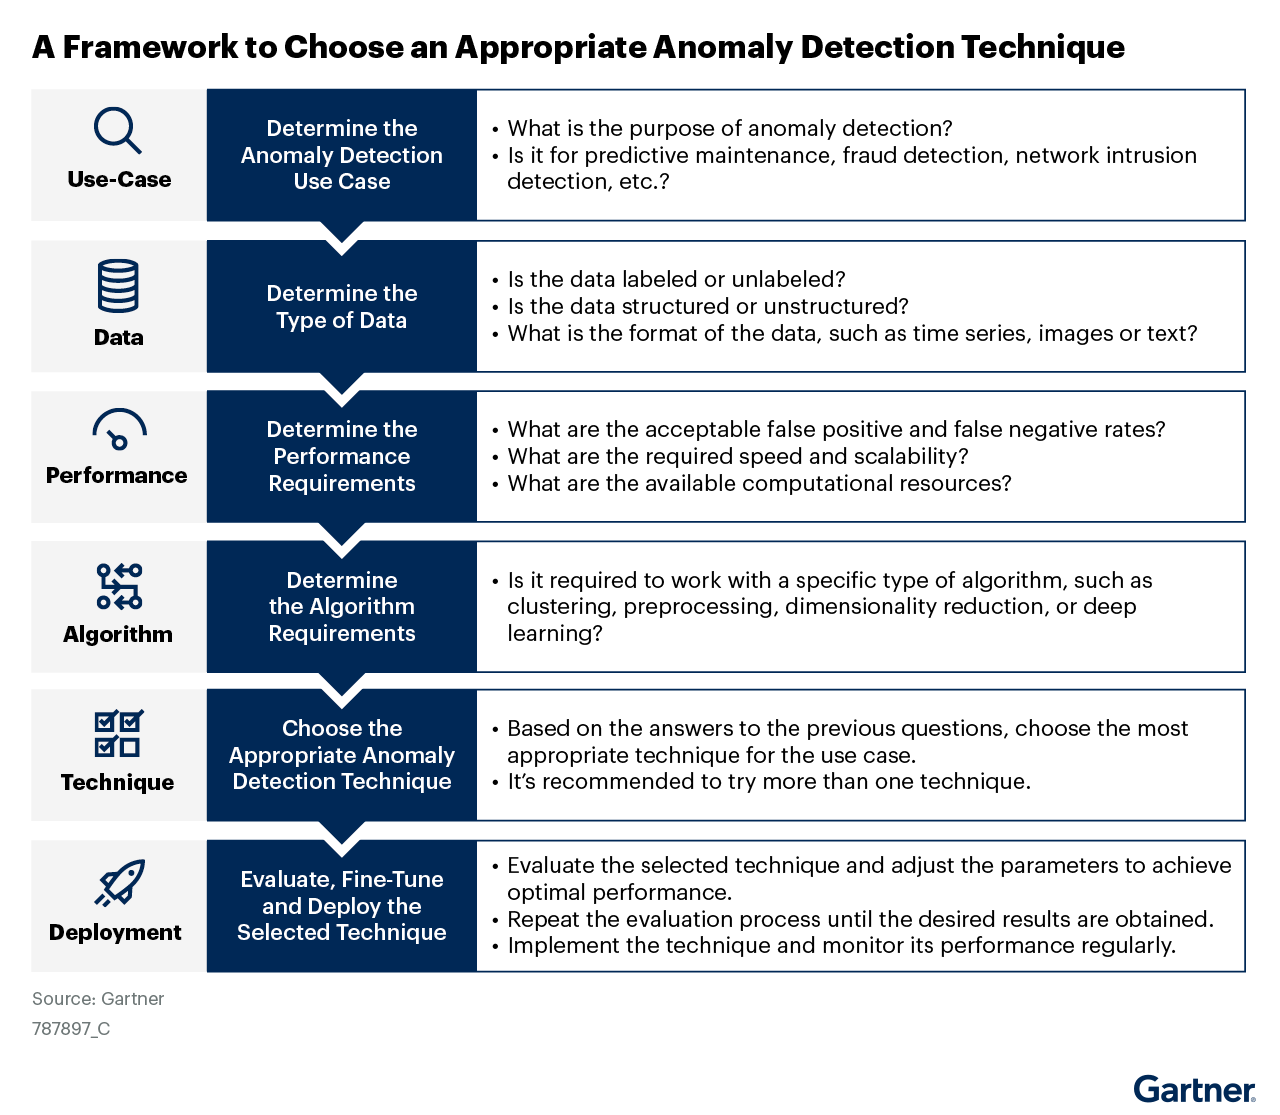 A Framework to Choose an Appropriate Anomaly Detection Technique
Use-Case
Determine the
Anomaly Detection
Use Case
• What is the purpose of anomaly detection?
• Is it for predictive maintenance, fraud detection, network intrusion
detection, etc.?
Data
Determine the
Type of Data
• Is the data labeled or unlabeled?
• Is the data structured or unstructured?
• What is the format of the data, such as time series, images or text?
Performance
Determine the
Performance
Requirements
• What are the acceptable false positive and false negative rates?
• What are the required speed and scalability?
• What are the available computational resources?
Algorithm
Determine
the Algorithm
Requirements
• Is it required to work with a specific type of algorithm, such as
clustering, preprocessing, dimensionality reduction, or deep
learning?
Technique
Choose the
Appropriate Anomaly
Detection Technique
• Based on the answers to the previous questions, choose the most
appropriate technique for the use case.
• It’s recommended to try more than one technique.
Deployment
Evaluate, Fine-Tune
and Deploy the
Selected Technique
• Evaluate the selected technique and adjust the parameters to achieve
optimal performance.
• Repeat the evaluation process until the desired results are obtained.
• Implement the technique and monitor its performance regularly.
Source: Gartner
787897_C
Gartner®